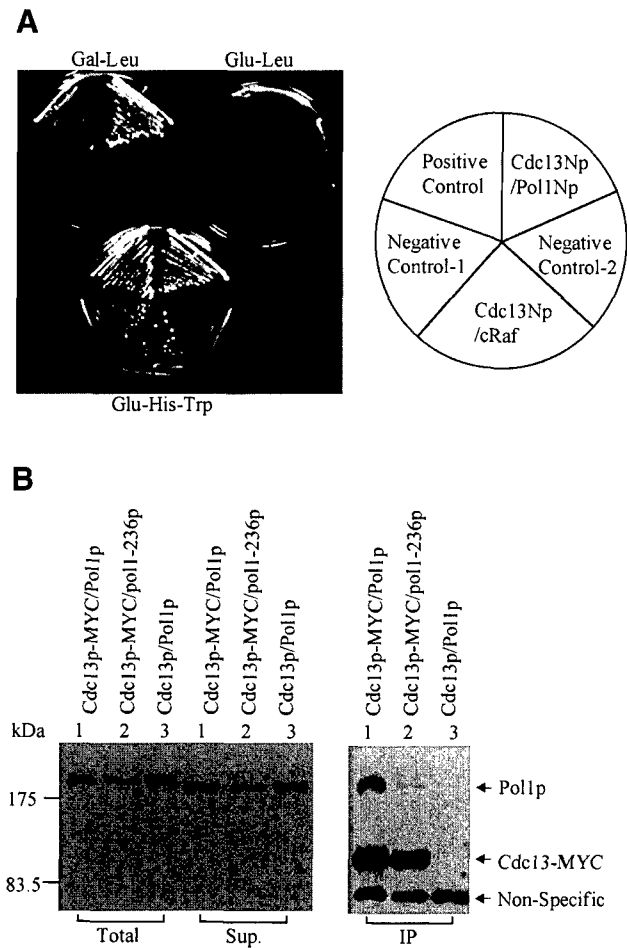 A
Gal-Leu
Glu-Leu
Glu-His-Trp
Positive
Control
Cdc13Np
/Pol1Np
Negative
Control-1
Negative
Control-2
Cdc13Np
/cRaf
B
Cdc13p-MYC/Pol1p
Cdc13p-MYC/pol1-236p
Cdc13p/Pol1p
Cdc13p-MYC/Pol1p
Cdc13p-MYC/pol1-236p
Cdc13p/Pol1p
Cdc13p-MYC/Pol1p
Cdc13p-MYC/pol1-236p
Cdc13p/Pol1p
kDa
1 2 3 1 2 3
1 2 3
175
83.5
Pol1p
Cdc13-MYC
Non-Specific
Total
Sup.
IP